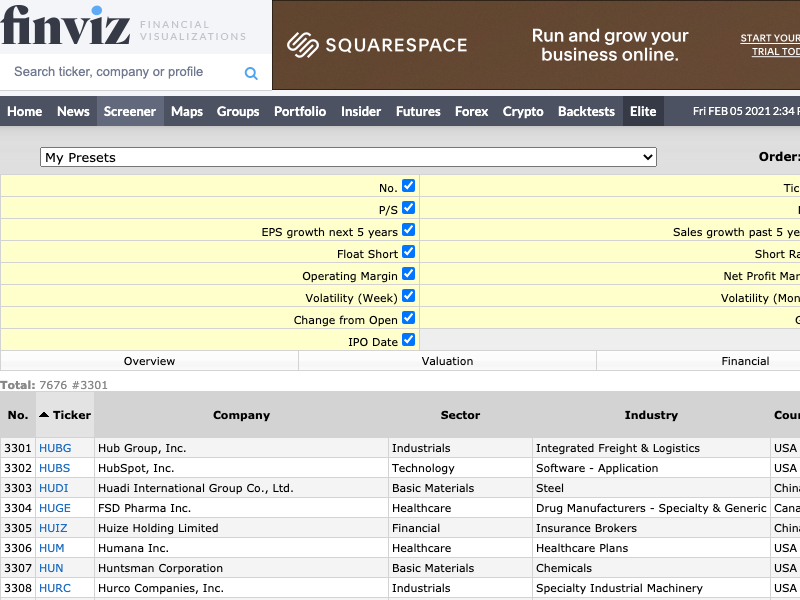 finviz FINANCIAL
VISUALIZATIONS
Search ticker, company or profile
SQUARESPACE
Run and grow your
business online.
START YOUR
TRIAL TOD
Home News Screener Maps Groups Portfolio Insider Futures Forex Crypto Backtests Elite Fri FEB 05 2021 2:34 P
My Presets Order:
No. Tic
P/S
EPS growth next 5 years Sales growth past 5 ye
Float Short Short Ra
Operating Margin Net Profit Mar
Volatility (Week) Volatility (Mon
Change from Open G
IPO Date
Overview Valuation Financial
Total: 7676 #3301
No. Ticker Company Sector Industry Cou
3301 HUBG Hub Group, Inc. Industrials Integrated Freight & Logistics USA
3302 HUBS HubSpot, Inc. Technology Software - Application USA
3303 HUDI Huadi International Group Co., Ltd. Basic Materials Steel China
3304 HUGE FSD Pharma Inc. Healthcare Drug Manufacturers - Specialty & Generic Cana
3305 HUIZ Huize Holding Limited Financial Insurance Brokers China
3306 HUM Humana Inc. Healthcare Healthcare Plans USA
3307 HUN Huntsman Corporation Basic Materials Chemicals USA
3308 HURC Hurco Companies, Inc. Industrials Specialty Industrial Machinery USA